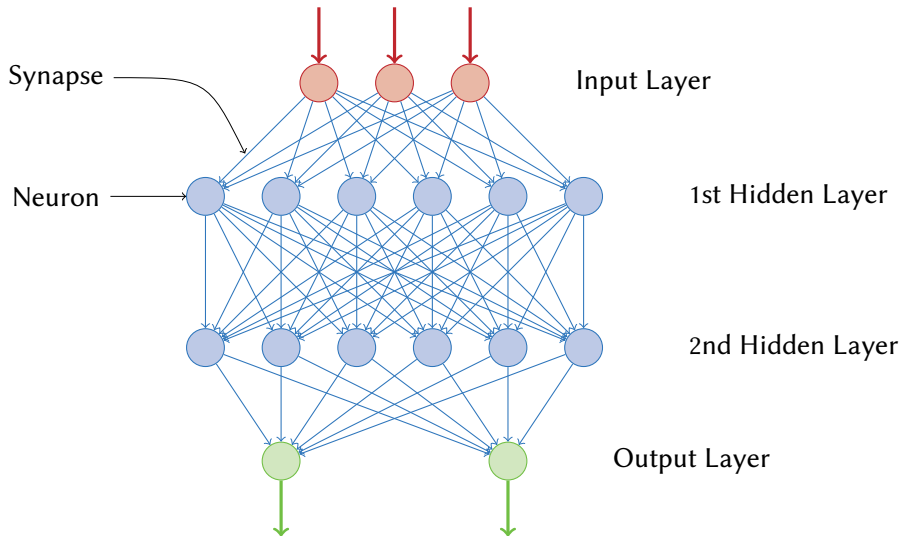 Synapse
Input Layer
Neuron
1st Hidden Layer
2nd Hidden Layer
Output Layer